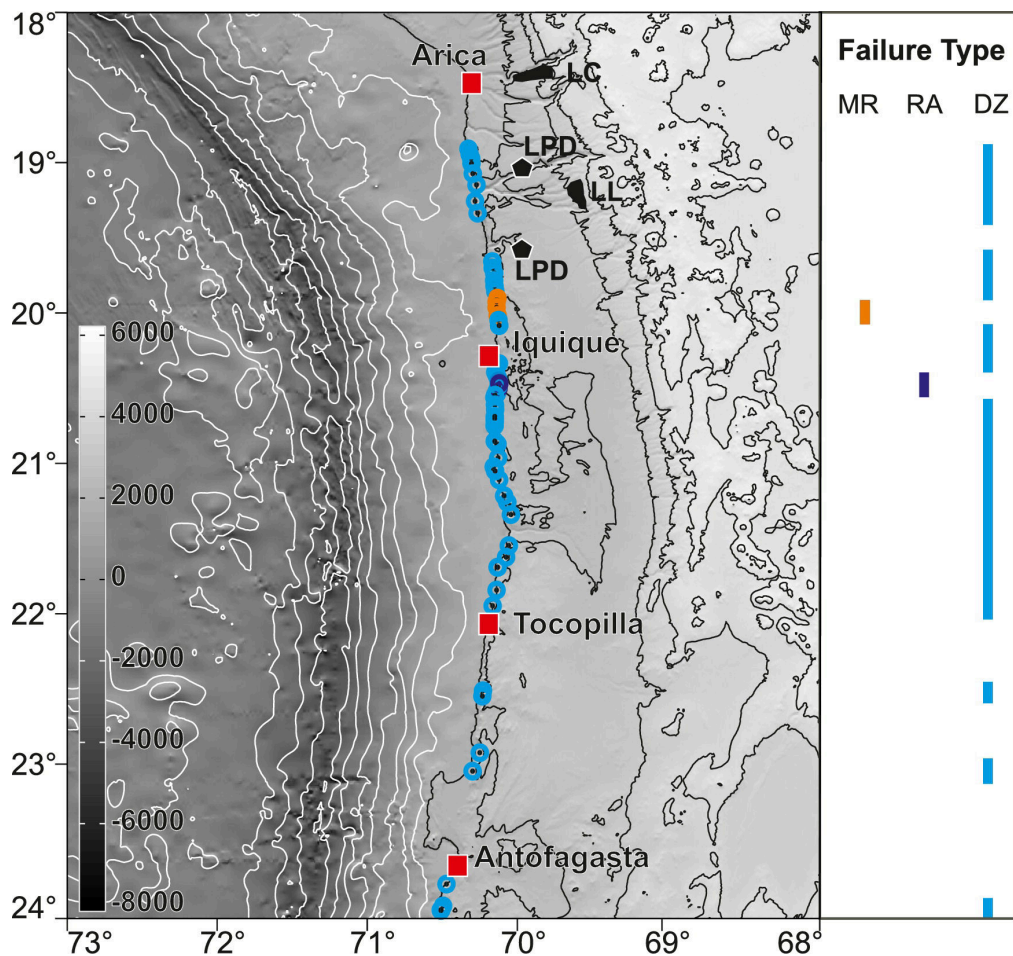 18°
Arica
LC
Failure Type
MR RA DZ
19°
LPD
LL
LPD
20°
6000
Iquique
4000
21°
2000
0
22°
Tocopilla
-2000
-4000
23°
-6000
Antofagasta
-8000
24°
73° 72° 71° 70° 69° 68°